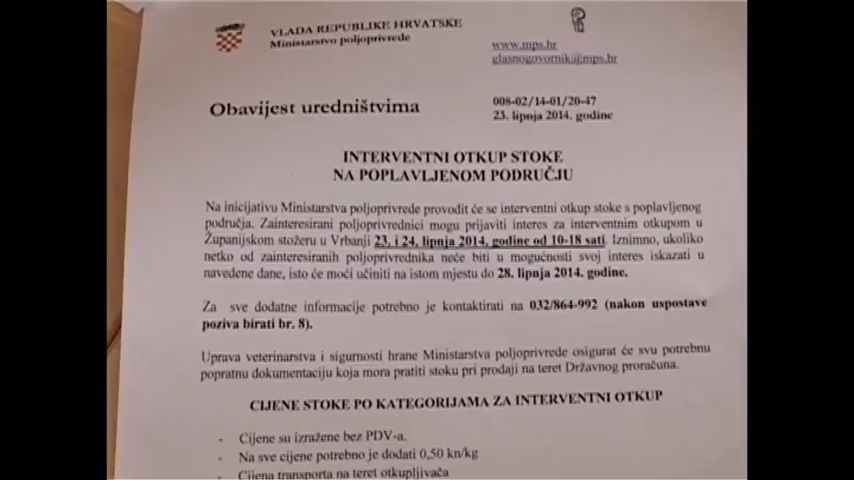 VLADA REPUBLIKE HRVATSKE
Ministarstvo poljoprivrede
www.mps.hr
glasnogovornik@mps.hr
Obavijest uredništvima
008-02/14-01/20-47
23. lipnja 2014. godine
INTERVENTNI OTKUP STOKE
NA POPLAVLJENOM PODRUČJU
Na inicijativu Ministarstva poljoprivrede provodit će se interventni otkup stoke s poplavljenog
područja. Zainteresirani poljoprivrednici mogu prijaviti interes za interventnim otkupom u
Županijskom stožeru u Vrbanji 23. i 24. lipnja 2014. godine od 10-18 sati. Iznimno, ukoliko
netko od zainteresiranih poljoprivrednika neće biti u mogućnosti svoj interes iskazati u
navedene dane, isto će moći učiniti na istom mjestu do 28. lipnja 2014. godine.
Za sve dodatne informacije potrebno je kontaktirati na 032/864-992 (nakon uspostave
poziva birati br. 8).
Uprava veterinarstva i sigurnosti hrane Ministarstva poljoprivrede osigurat će svu potrebnu
popratnu dokumentaciju koja mora pratiti stoku pri prodaji na teret Državnog proračuna.
CIJENE STOKE PO KATEGORIJAMA ZA INTERVENTNI OTKUP
- Cijene su izražene bez PDV-a.
- Na sve cijene potrebno je dodati 0,50 kn/kg
- Cijena transporta na teret otkupljivača